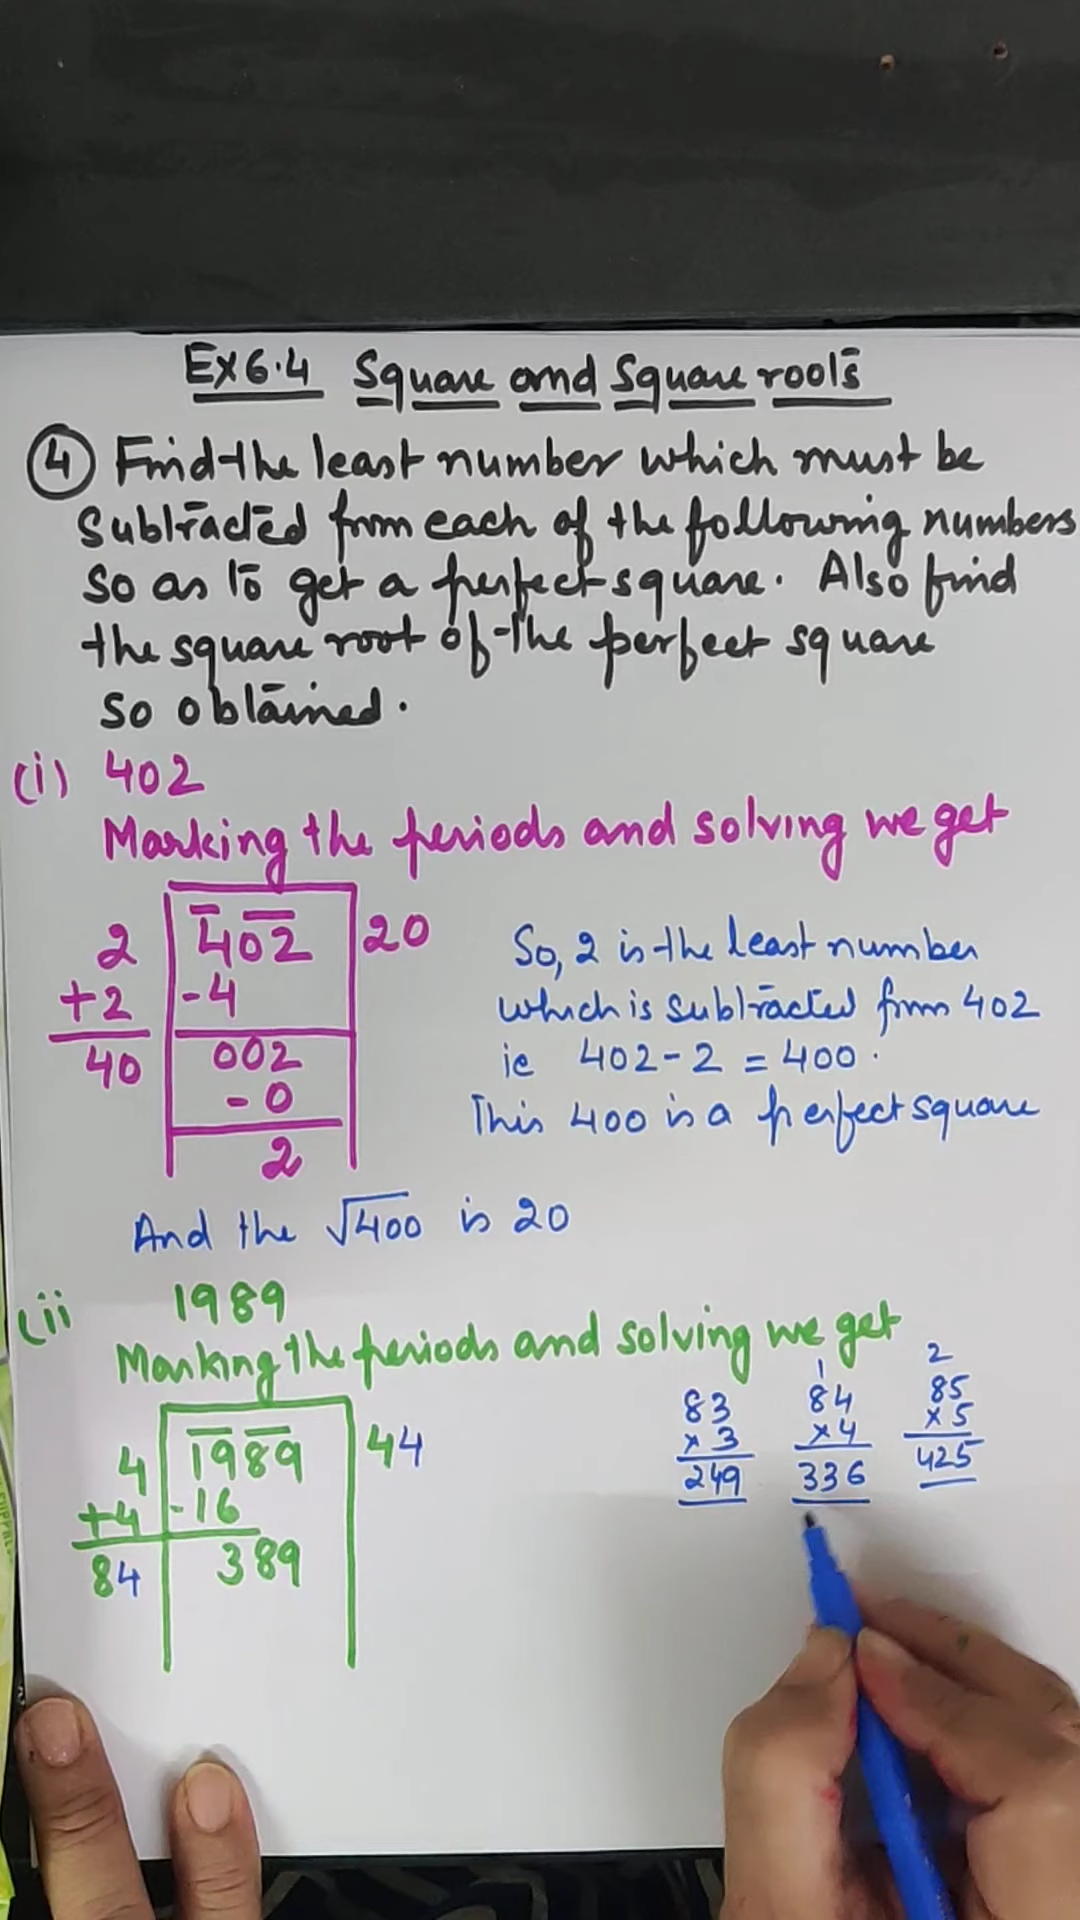 Ex 6.4 Square and Square roots
④ Find the least number which must be
Subtracted from each of the following numbers
so as to get a perfect square. Also find
the square root of the perfect square
so obtained.
(i) 402
Marking the periods and solving we get
2 402 20
+2 -4
40 002
-0
2
So, 2 is the least number
which is subtracted from 402
ie 402 - 2 = 400.
This 400 is a perfect square
And the √400 is 20
(ii 1989
Marking the periods and solving we get
4 1989 44
+4 -16
84 389
83
x 3
249
1
84
x 4
336
2
85
x 5
425